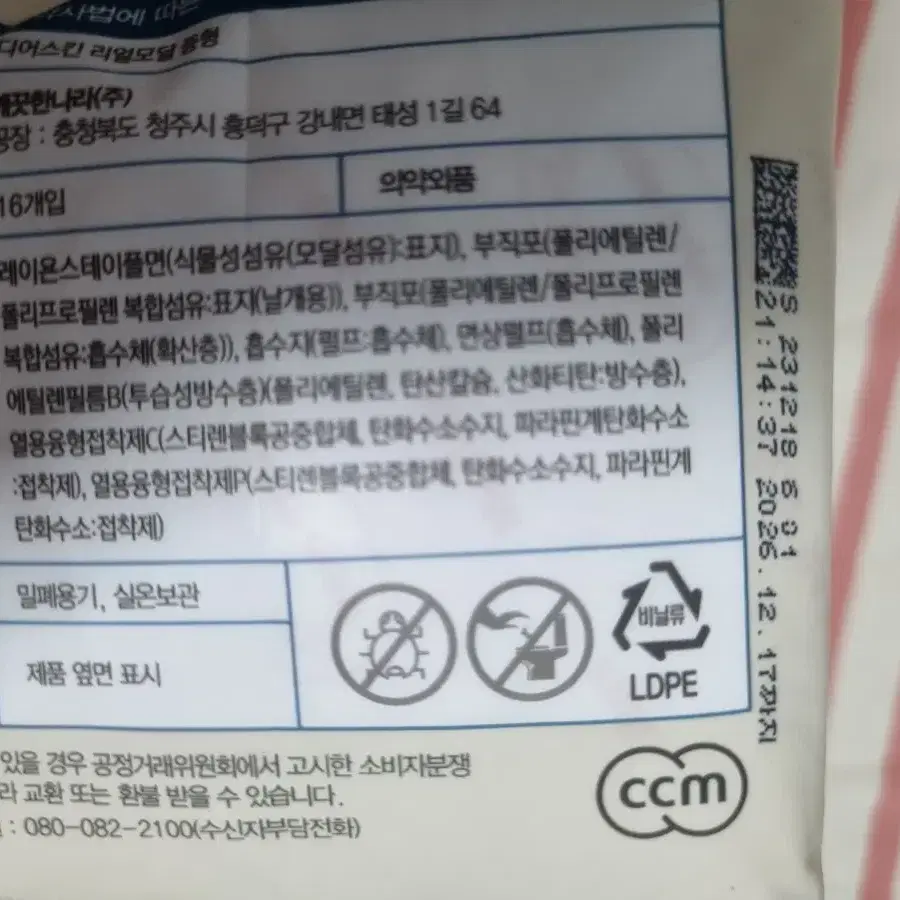 사법에 따른
디어스킨 리얼모달 중형
깨끗한나라(주)
공장 : 충청북도 청주시 흥덕구 강내면 태성 1길 64
16개입
의약외품
레이온스테이플면(식물성섬유(모달섬유):표지), 부직포(폴리에틸렌/
폴리프로필렌 복합섬유:표지(날개용)), 부직포(폴리에틸렌/폴리프로필렌
복합섬유:흡수체(확산층)), 흡수지(펄프:흡수체), 면상펄프(흡수체), 폴리
에틸렌필름B(투습성방수층)(폴리에틸렌, 탄산칼슘, 산화티탄:방수층),
열용융형접착제C(스티렌블록공중합체, 탄화수소수지, 파라핀계탄화수소
:접착제), 열용융형접착제P(스티렌블록공중합체, 탄화수소수지, 파라핀계
탄화수소:접착제)
밀폐용기, 실온보관
제품 옆면 표시
비닐류
LDPE
있을 경우 공정거래위원회에서 고시한 소비자분쟁
라 교환 또는 환불 받을 수 있습니다.
: 080-082-2100(수신자부담전화)
ccm
S 231218 6 01
21:14:37 2026.12.17까지